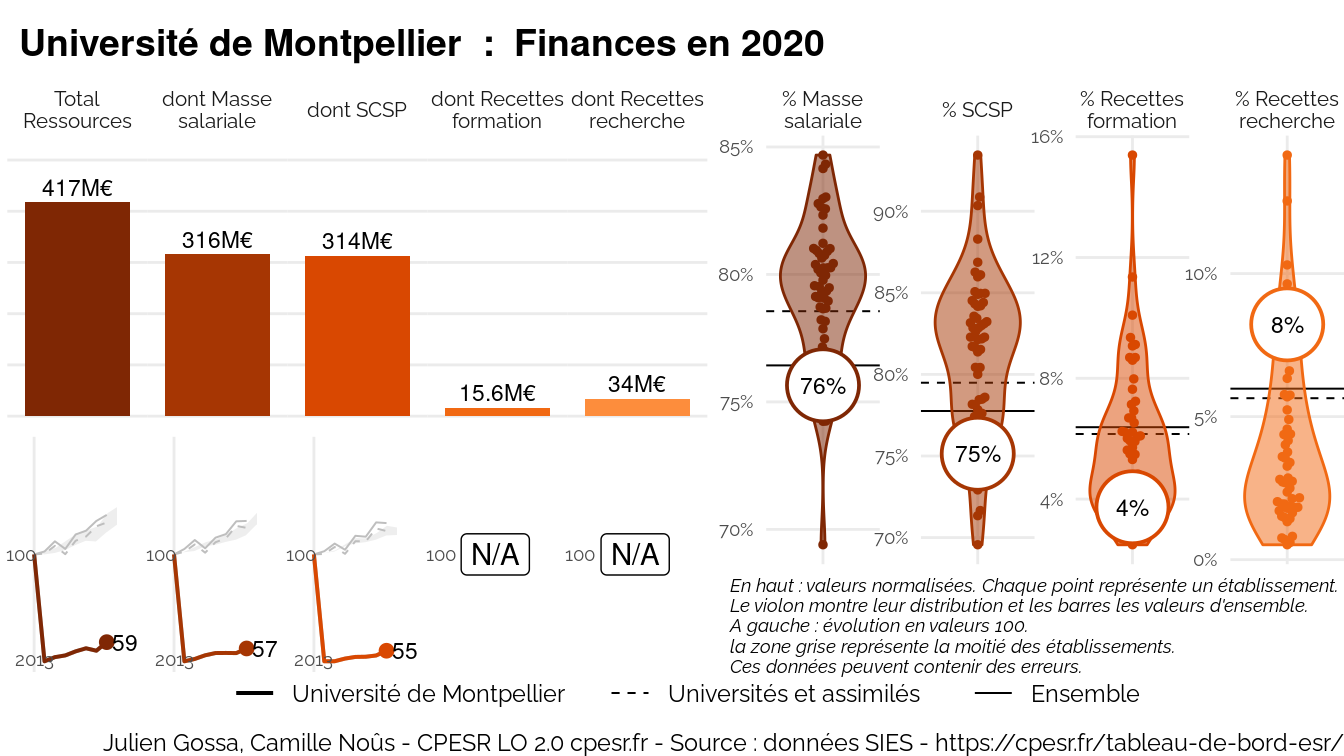 Université de Montpellier : Finances en 2020
Total
Ressources
dont Masse
salariale
dont SCSP
dont Recettes
formation
dont Recettes
recherche
% Masse
salariale
% SCSP
% Recettes
formation
% Recettes
recherche
417M€
316M€
314M€
15.6M€
34M€
85%
80%
75%
70%
76%
90%
85%
80%
75%
70%
75%
16%
12%
8%
4%
4%
10%
5%
0%
8%
100
2013
59
100
2013
57
100
2013
55
100
N/A
100
N/A
En haut : valeurs normalisées. Chaque point représente un établissement.
Le violon montre leur distribution et les barres les valeurs d'ensemble.
A gauche : évolution en valeurs 100.
la zone grise représente la moitié des établissements.
Ces données peuvent contenir des erreurs.
Université de Montpellier
Universités et assimilés
Ensemble
Julien Gossa, Camille Noûs - CPESR LO 2.0 cpesr.fr - Source : données SIES - https://cpesr.fr/tableau-de-bord-esr/